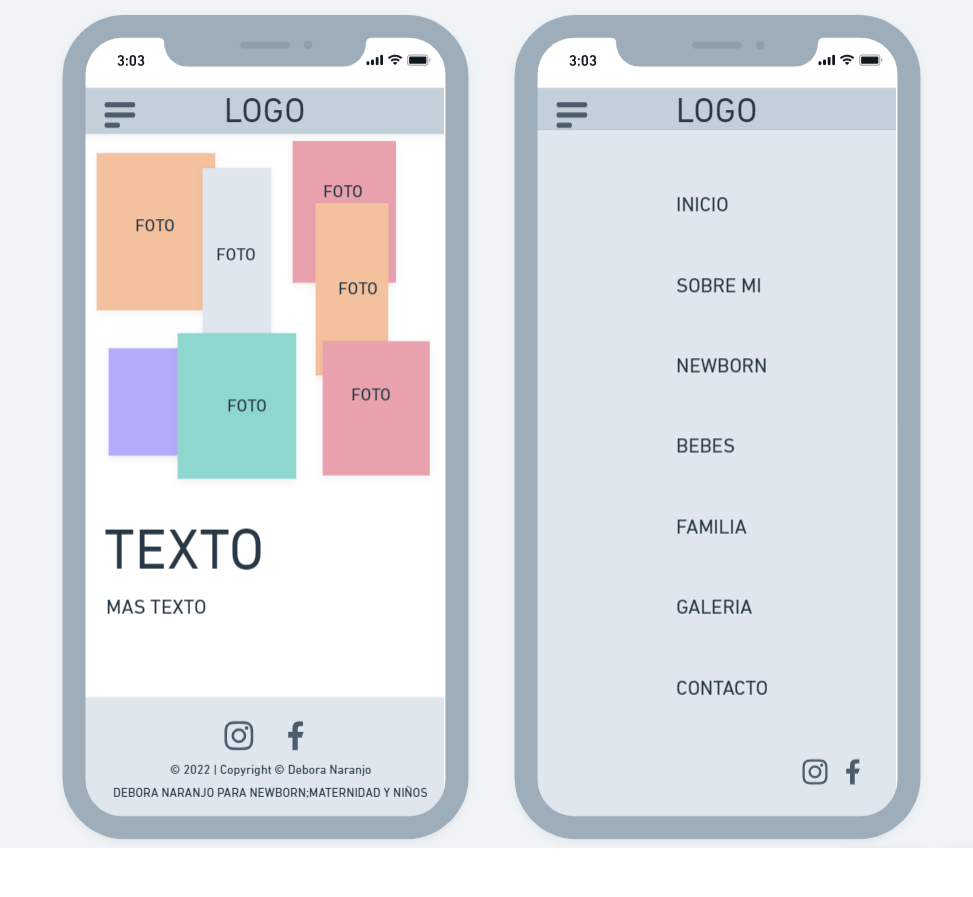 3:03
LOGO
FOTO
FOTO
FOTO
FOTO
FOTO
FOTO
TEXTO
MAS TEXTO
© 2022 | Copyright © Debora Naranjo
DEBORA NARANJO PARA NEWBORN;MATERNIDAD Y NIÑOS
3:03
LOGO
INICIO
SOBRE MI
NEWBORN
BEBES
FAMILIA
GALERIA
CONTACTO